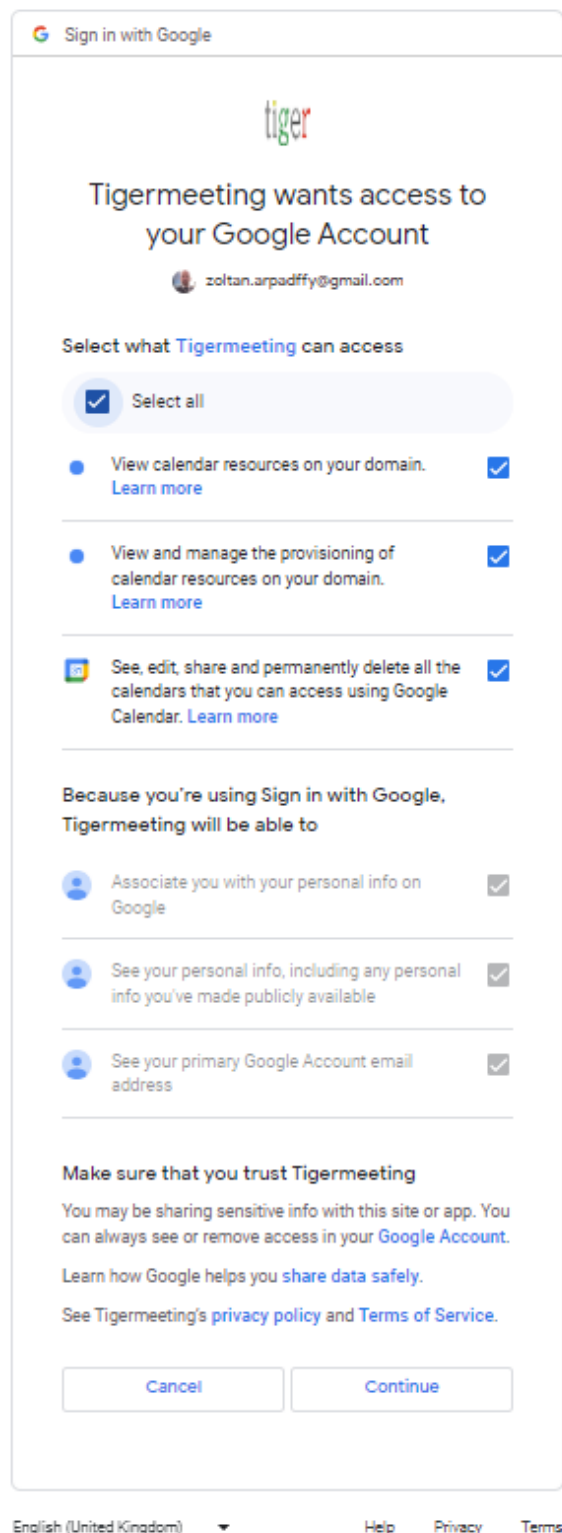 Sign in with Google
tiger
Tigermeeting wants access to
your Google Account
zoltan.arpadffy@gmail.com
Select what Tigermeeting can access
Select all
View calendar resources on your domain.
Learn more
View and manage the provisioning of
calendar resources on your domain.
Learn more
See, edit, share and permanently delete all the
calendars that you can access using Google
Calendar. Learn more
Because you're using Sign in with Google,
Tigermeeting will be able to
Associate you with your personal info on
Google
See your personal info, including any personal
info you've made publicly available
See your primary Google Account email
address
Make sure that you trust Tigermeeting
You may be sharing sensitive info with this site or app. You
can always see or remove access in your Google Account.
Learn how Google helps you share data safely.
See Tigermeeting's privacy policy and Terms of Service.
Cancel Continue
English (United Kingdom) Help Privacy Terms